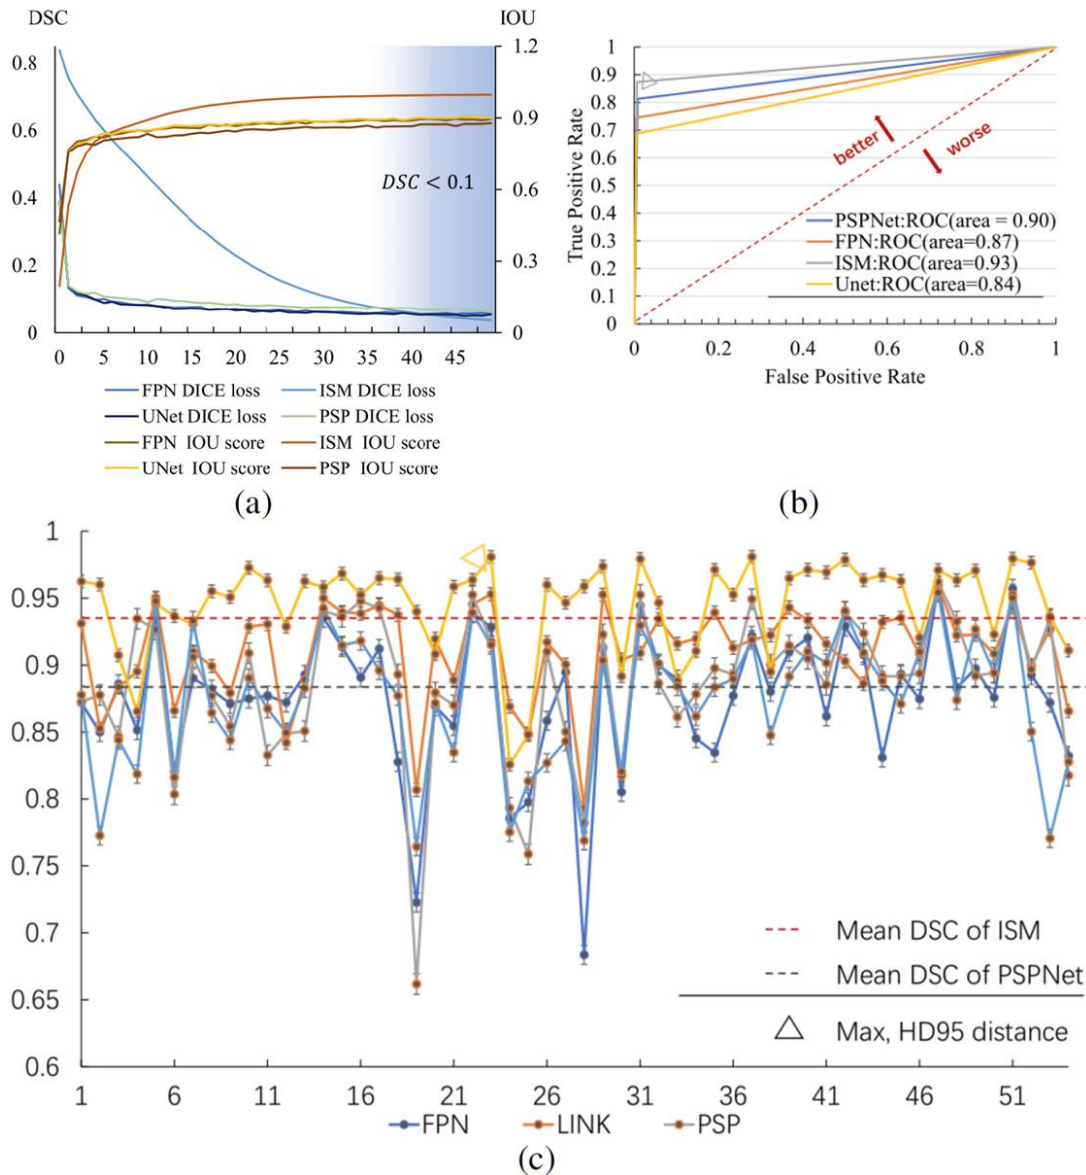 DSC IOU
0.8
0.6
0.4
0.2
0
1.2
0.9
0.6
0.3
0
DSC < 0.1
0 5 10 15 20 25 30 35 40 45
FPN DICE loss ISM DICE loss
UNet DICE loss PSP DICE loss
FPN IOU score ISM IOU score
UNet IOU score PSP IOU score
(a)
True Positive Rate
1
0.9
0.8
0.7
0.6
0.5
0.4
0.3
0.2
0.1
0
better worse
PSPNet:ROC(area = 0.90)
FPN:ROC(area=0.87)
ISM:ROC(area=0.93)
Unet:ROC(area=0.84)
0 0.2 0.4 0.6 0.8 1
False Positive Rate
(b)
1
0.95
0.9
0.85
0.8
0.75
0.7
0.65
0.6
Mean DSC of ISM
Mean DSC of PSPNet
Max, HD95 distance
1 6 11 16 21 26 31 36 41 46 51
FPN LINK PSP
(c)